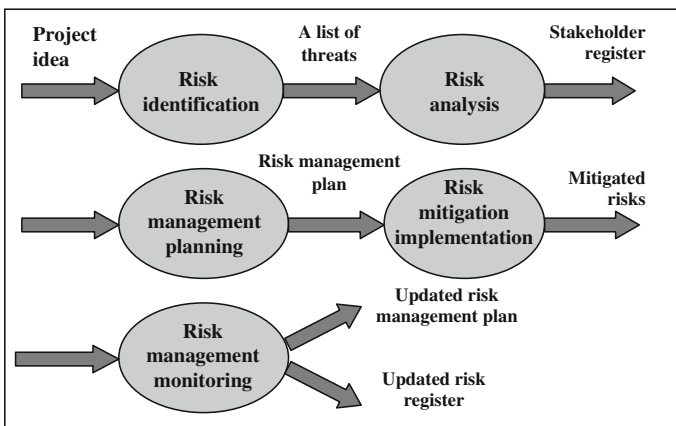 Project
idea
Risk
identification
A list of
threats
Risk
analysis
Stakeholder
register
Risk
management
planning
Risk management
plan
Risk
mitigation
implementation
Mitigated
risks
Risk
management
monitoring
Updated risk
management plan
Updated risk
register